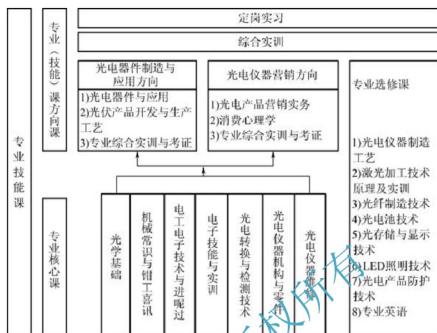 定岗实习
综合实训
专业技能课
专业（技能）课方向课
光电器件制造与
应用方向
1)光电器件与应用
2)光伏产品开发与生产
工艺
3)专业综合实训与考证
光电仪器营销方向
1)光电产品营销实务
2)消费心理学
3)专业综合实训与考证
专业选修课
1)光电仪器制造
工艺
2)激光加工技术
原理及实训
3)光纤制造技术
4)光电池技术
5)光存储与显示
技术
6)LED照明技术
7)光电产品防护
技术
8)专业英语
专业核心课
光学基础
机械常识与钳工喜讯
电工电子技术与进呢过
电子技能与实训
光电转换与检测技术
光电仪器机构与零件
光电仪器
权所有